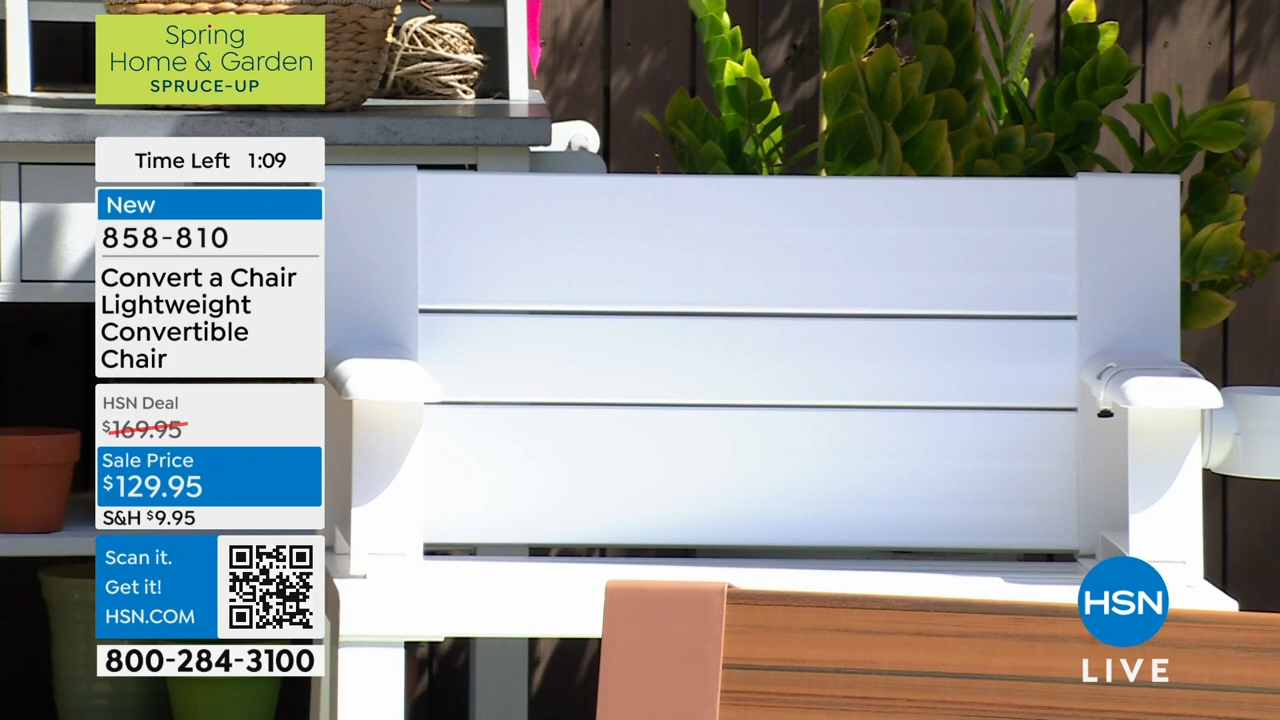 Spring
Home & Garden
SPRUCE-UP
Time Left 1:09
New
858-810
Convert a Chair
Lightweight
Convertible
Chair
HSN Deal
$169.95
Sale Price
$129.95
S&H $9.95
Scan it.
Get it!
HSN.COM
800-284-3100
HSN
LIVE